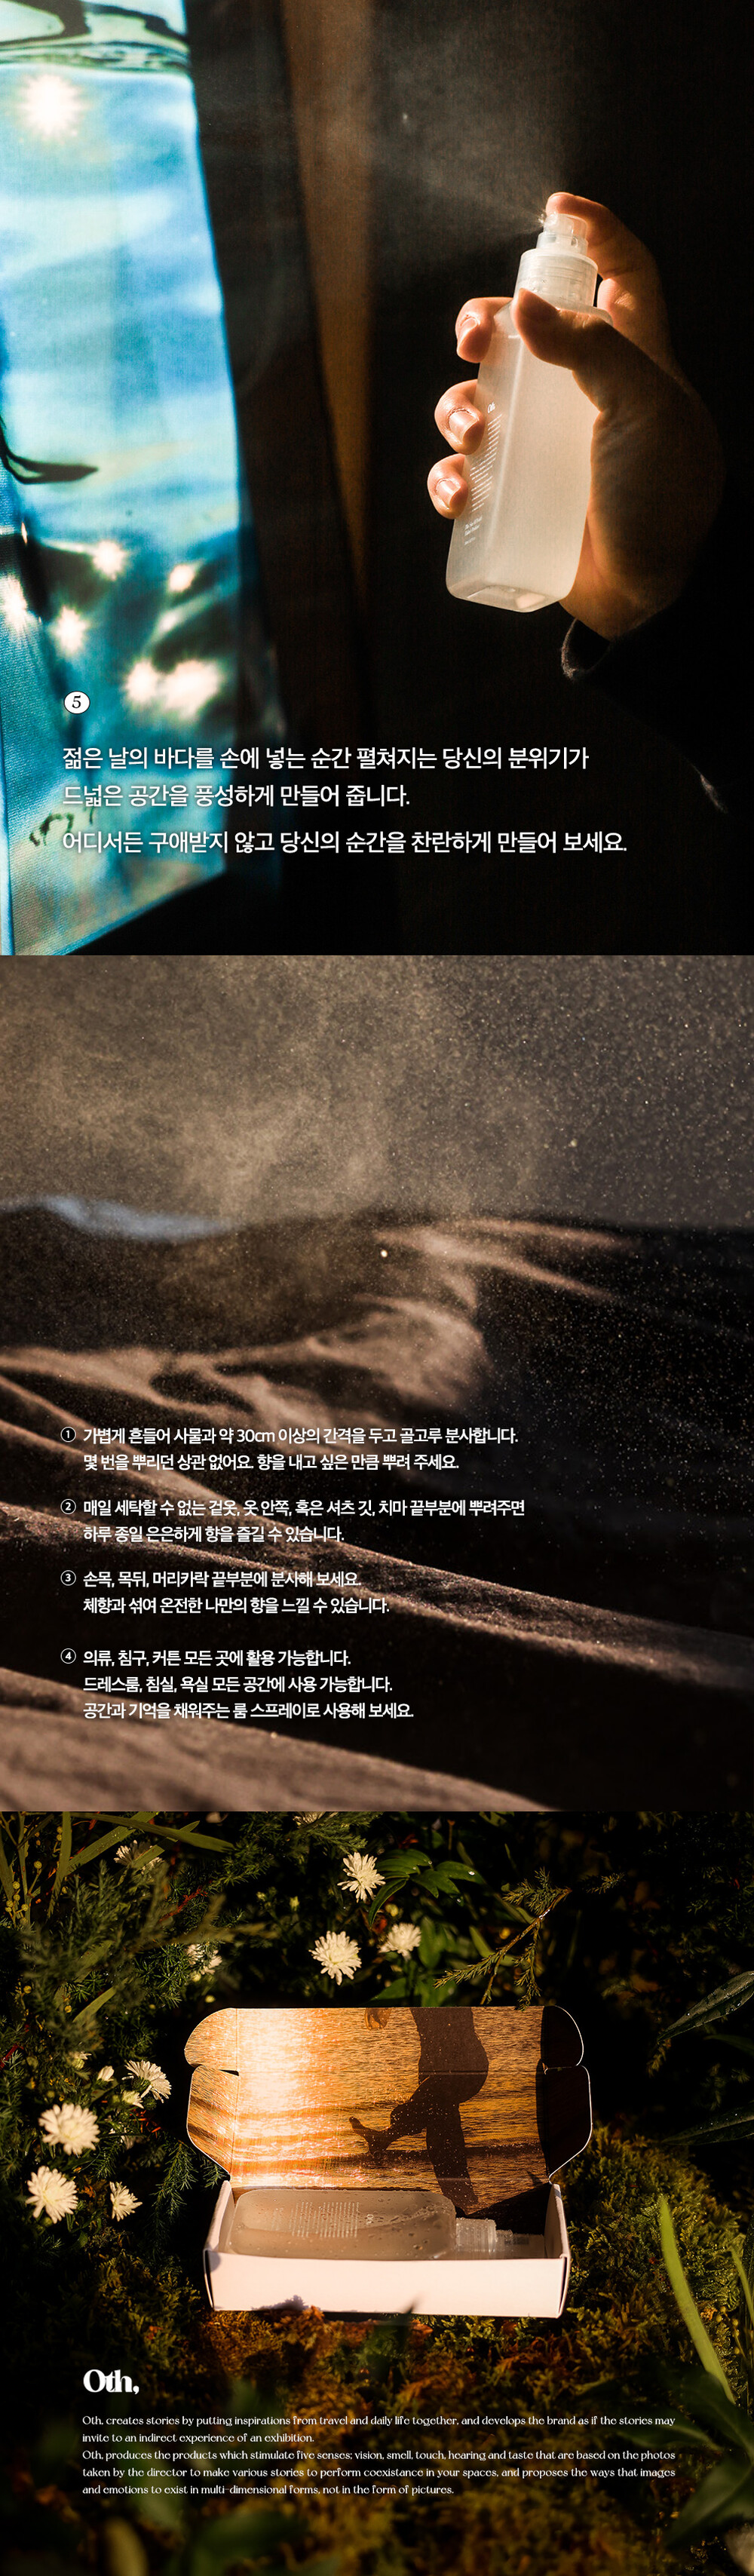 5
젊은 날의 바다를 손에 넣는 순간 펼쳐지는 당신의 분위기가
드넓은 공간을 풍성하게 만들어 줍니다.
어디서든 구애받지 않고 당신의 순간을 찬란하게 만들어 보세요.
① 가볍게 흔들어 사물과 약 30cm 이상의 간격을 두고 골고루 분사합니다.
몇 번을 뿌리던 상관 없어요. 향을 내고 싶은 만큼 뿌려 주세요.
② 매일 세탁할 수 없는 겉옷, 옷 안쪽, 혹은 셔츠 깃, 치마 끝부분에 뿌려주면
하루 종일 은은하게 향을 즐길 수 있습니다.
③ 손목, 목뒤, 머리카락 끝부분에 분사해 보세요.
체향과 섞여 온전한 나만의 향을 느낄 수 있습니다.
④ 의류, 침구, 커튼 모든 곳에 활용 가능합니다.
드레스룸, 침실, 욕실 모든 공간에 사용 가능합니다.
공간과 기억을 채워주는 룸 스프레이로 사용해 보세요.
Oth,
Oth, creates stories by putting inspirations from travel and daily life together, and develops the brand as if the stories may
invite to an indirect experience of an exhibition.
Oth, produces the products which stimulate five senses; vision, smell, touch, hearing and taste that are based on the photos
taken by the director to make various stories to perform coexistance in your spaces, and proposes the ways that images
and emotions to exist in multi-dimensional forms, not in the form of pictures.